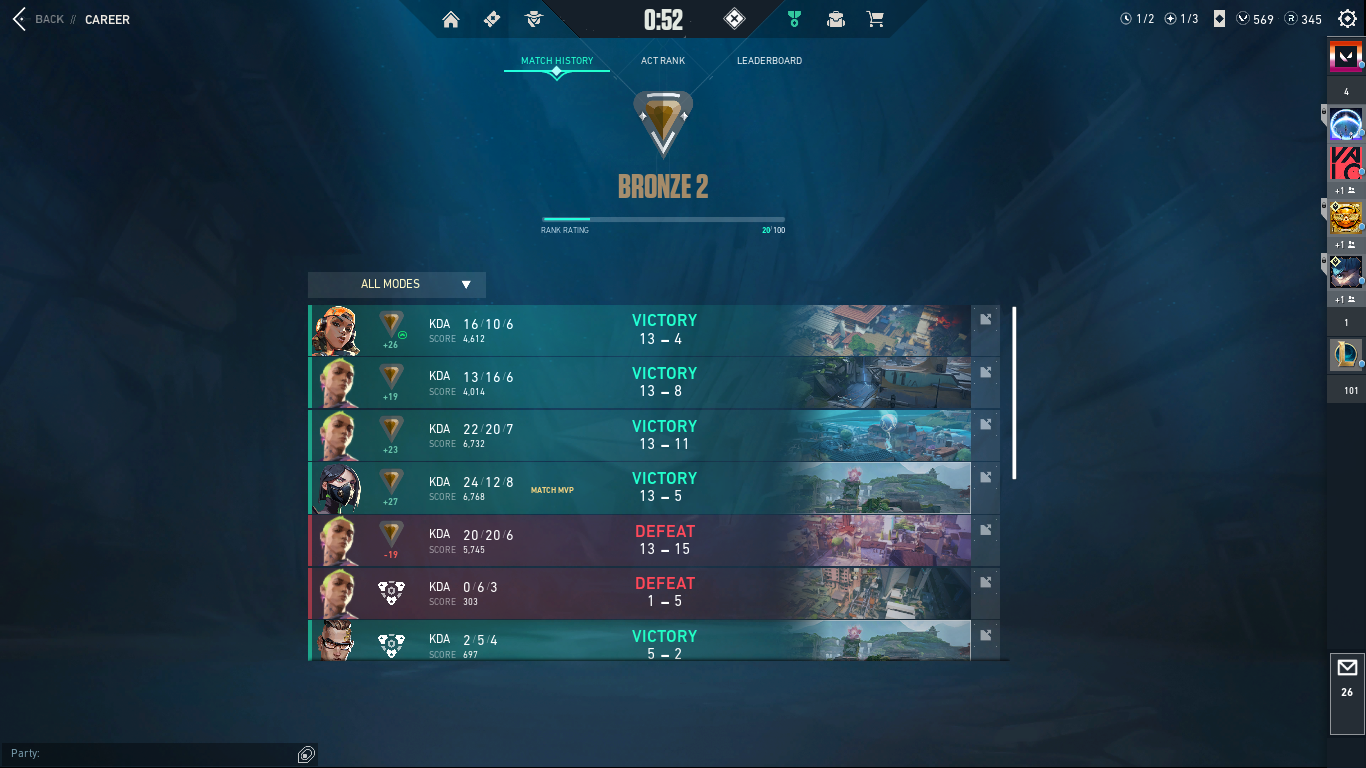 BACK // CAREER
0:52
1/2
1/3
569
345
MATCH HISTORY
ACT RANK
LEADERBOARD
4
BRONZE 2
+1
RANK RATING
20/100
+1
ALL MODES
+1
KDA 16/10/6
VICTORY
+26
SCORE 4,612
13 – 4
1
KDA 13/16/6
VICTORY
+19
SCORE 4,014
13 – 8
101
KDA 22/20/7
VICTORY
+23
SCORE 6,732
13 – 11
KDA 24/12/8
VICTORY
+27
SCORE 6,768
MATCH MVP
13 – 5
KDA 20/20/6
DEFEAT
-19
SCORE 5,745
13 – 15
KDA 0/6/3
DEFEAT
SCORE 303
1 – 5
KDA 2/5/4
VICTORY
SCORE 697
5 – 2
26
Party: